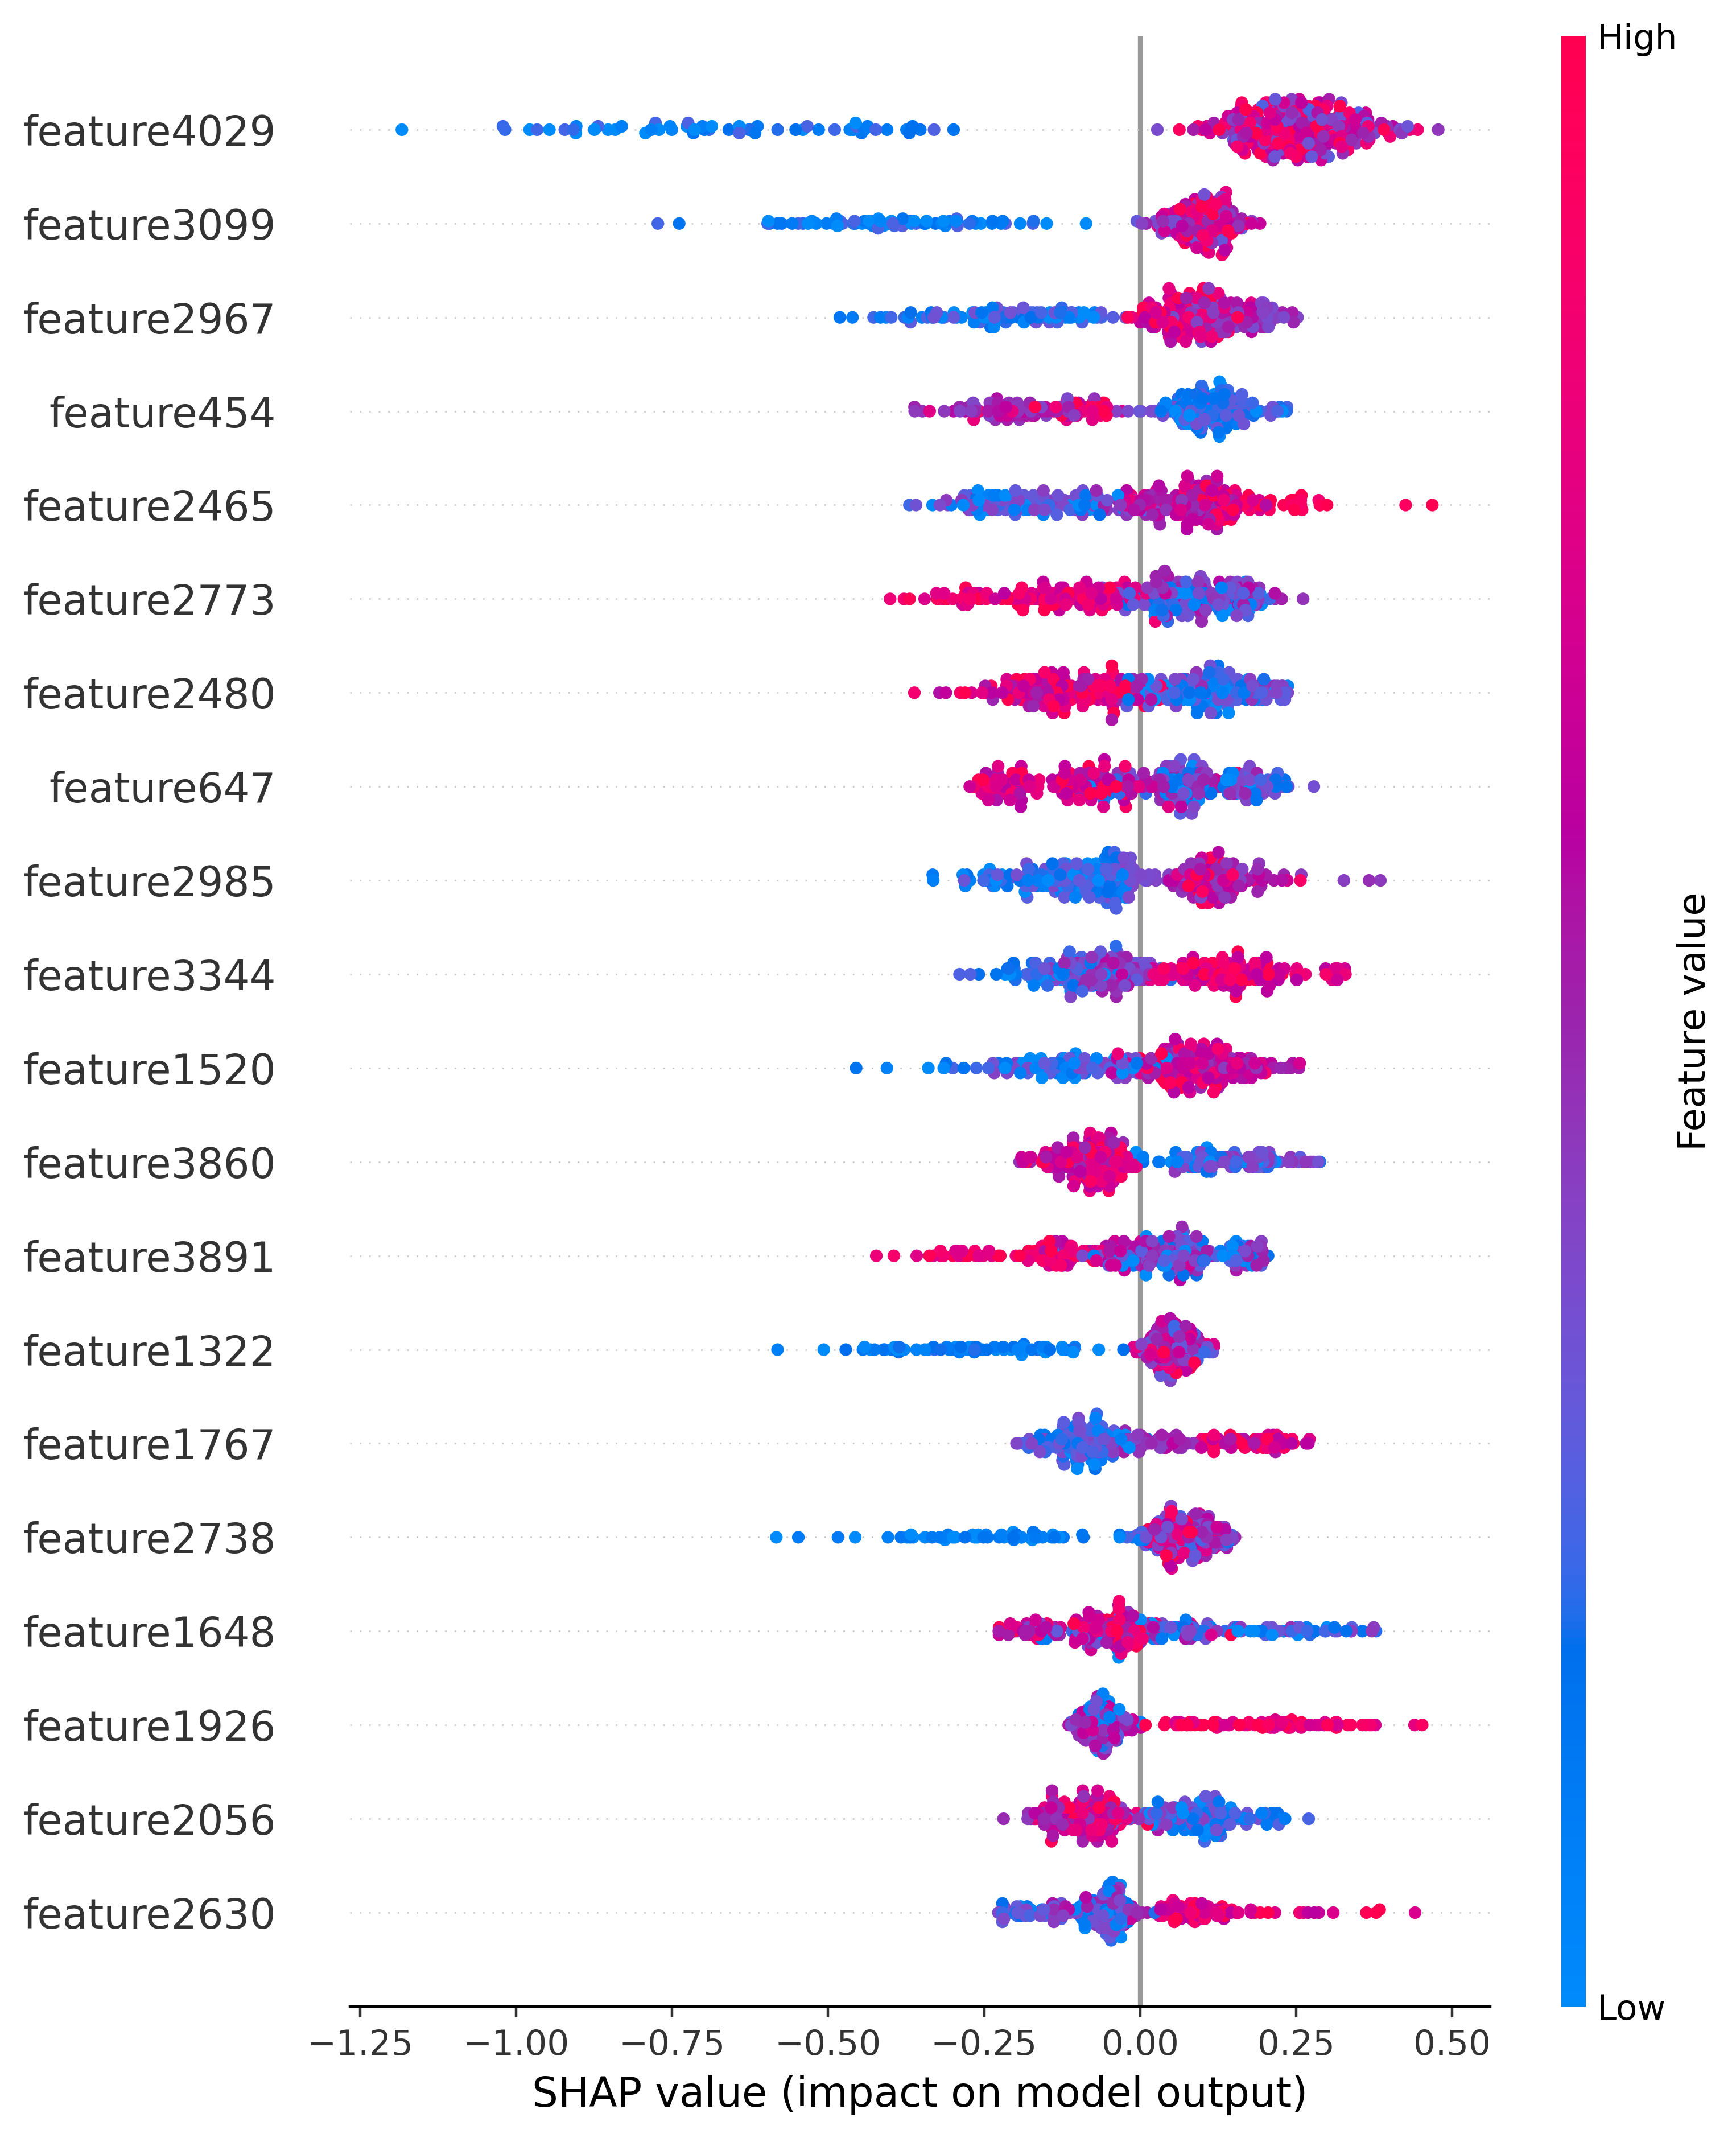 High
feature4029
feature3099
feature2967
feature454
feature2465
feature2773
feature2480
feature647
feature2985
feature3344
feature1520
feature3860
feature3891
feature1322
feature1767
feature2738
feature1648
feature1926
feature2056
feature2630
Feature value
Low
−1.25 −1.00 −0.75 −0.50 −0.25 0.00 0.25 0.50
SHAP value (impact on model output)